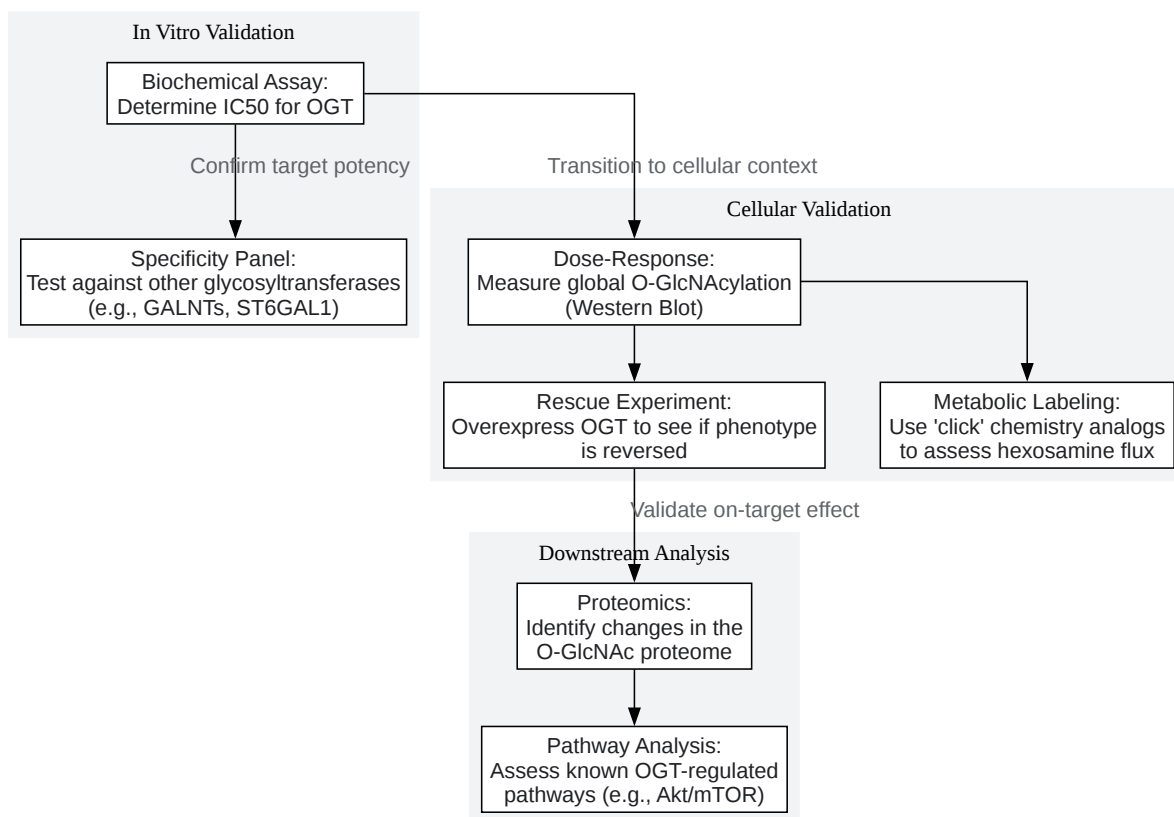 In Vitro Validation
Biochemical Assay:
Determine IC50 for OGT
Confirm target potency
Transition to cellular context
Specificity Panel:
Test against other glycosyltransferases
(e.g., GALNTs, ST6GAL1)
Cellular Validation
Dose-Response:
Measure global O-GlcNAcylation
(Western Blot)
Rescue Experiment:
Overexpress OGT to see if phenotype
is reversed
Metabolic Labeling:
Use 'click' chemistry analogs
to assess hexosamine flux
Validate on-target effect
Downstream Analysis
Proteomics:
Identify changes in the
O-GlcNAc proteome
Pathway Analysis:
Assess known OGT-regulated
pathways (e.g., Akt/mTOR)